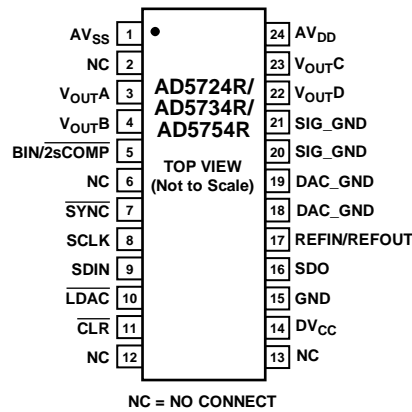 AVSS 1 24 AVDD
NC 2 23 VOUTC
VOUTA 3 22 VOUTD
VOUTB 4 21 SIG_GND
BIN/2sCOMP 5 20 SIG_GND
NC 6 19 DAC_GND
SYNC 7 18 DAC_GND
SCLK 8 17 REFIN/REFOUT
SDIN 9 16 SDO
LDAC 10 15 GND
CLR 11 14 DVCC
NC 12 13 NC
AD5724R/
AD5734R/
AD5754R
TOP VIEW
(Not to Scale)
NC = NO CONNECT